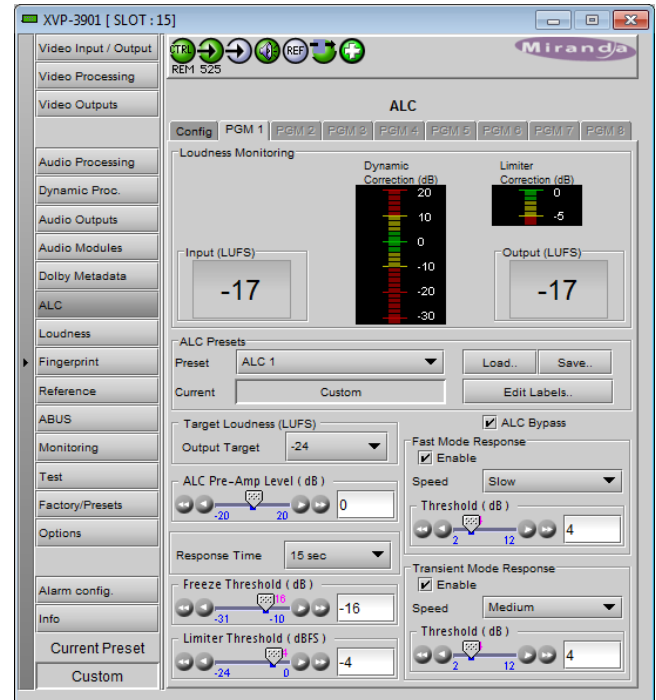 XVP-3901 [ SLOT : 15]
Video Input / Output
Video Processing
Video Outputs
Audio Processing
Dynamic Proc.
Audio Outputs
Audio Modules
Dolby Metadata
ALC
Loudness
Fingerprint
Reference
ABUS
Monitoring
Test
Factory/Presets
Options
Alarm config.
Info
Current Preset
Custom
CTRL REF
REM 525
Miranda
ALC
Config PGM 1 PGM 2 PGM 3 PGM 4 PGM 5 PGM 6 PGM 7 PGM 8
Loudness Monitoring
Dynamic
Correction (dB)
20
10
0
-10
-20
-30
Limiter
Correction (dB)
0
-5
Input (LUFS)
-17
Output (LUFS)
-17
ALC Presets
Preset ALC 1 Load.. Save..
Current Custom Edit Labels..
Target Loudness (LUFS)
Output Target -24
ALC Pre-Amp Level ( dB )
-20 20 0
Response Time 15 sec
Freeze Threshold ( dB )
-16
-31 -10 -16
Limiter Threshold ( dBFS )
-4
-24 0 -4
ALC Bypass
Fast Mode Response
Enable
Speed Slow
Threshold ( dB )
2 12 4
Transient Mode Response
Enable
Speed Medium
Threshold ( dB )
2 12 4